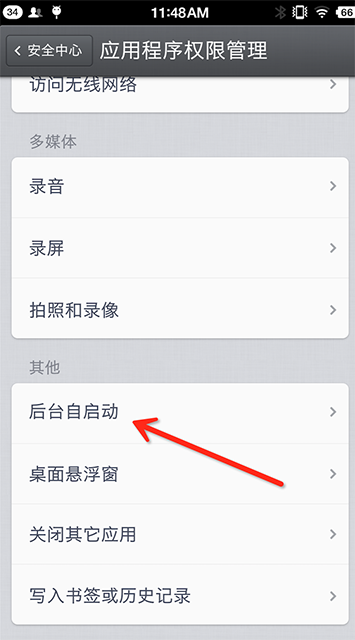 34 11:48AM 66
安全中心 应用程序权限管理
访问无线网络
多媒体
录音
录屏
拍照和录像
其他
后台自启动
桌面悬浮窗
关闭其它应用
写入书签或历史记录